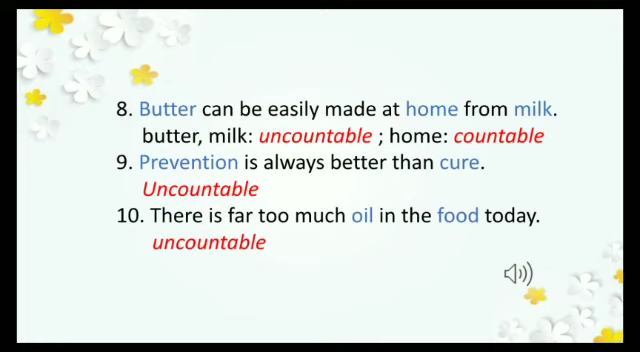 8. Butter can be easily made at home from milk.
butter, milk: uncountable ; home: countable
9. Prevention is always better than cure.
Uncountable
10. There is far too much oil in the food today.
uncountable